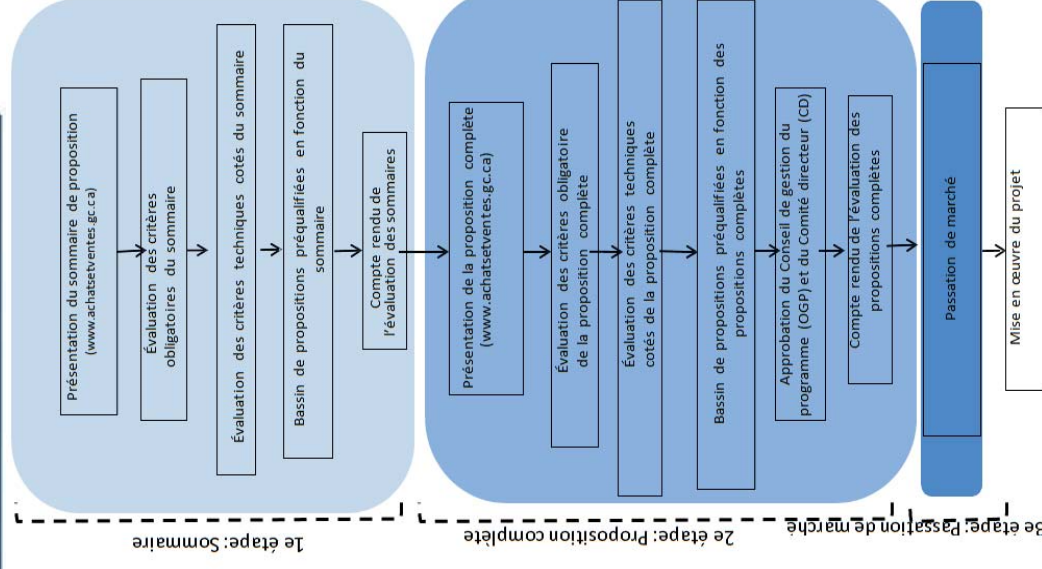 Présentation du sommaire de proposition
(www.achatsetventes.gc.ca)
Évaluation des critères
obligatoires du sommaire
Évaluation des critères techniques cotés du sommaire
Bassin de propositions préqualifiées en fonction du
sommaire
Compte rendu de
l'évaluation des sommaires
1e étape: Sommaire
Présentation de la proposition complète
(www.achatsetventes.gc.ca)
Évaluation des critères obligatoire
de la proposition complète
Évaluation des critères techniques
cotés de la proposition complète
Bassin de propositions préqualifiées en fonction des
propositions complètes
Approbation du Conseil de gestion du
programme (OGP) et du Comité directeur (CD)
Compte rendu de l'évaluation des
propositions complètes
2e étape: Proposition complète
Passation de marché
3e étape: Passation de marché
Mise en œuvre du projet